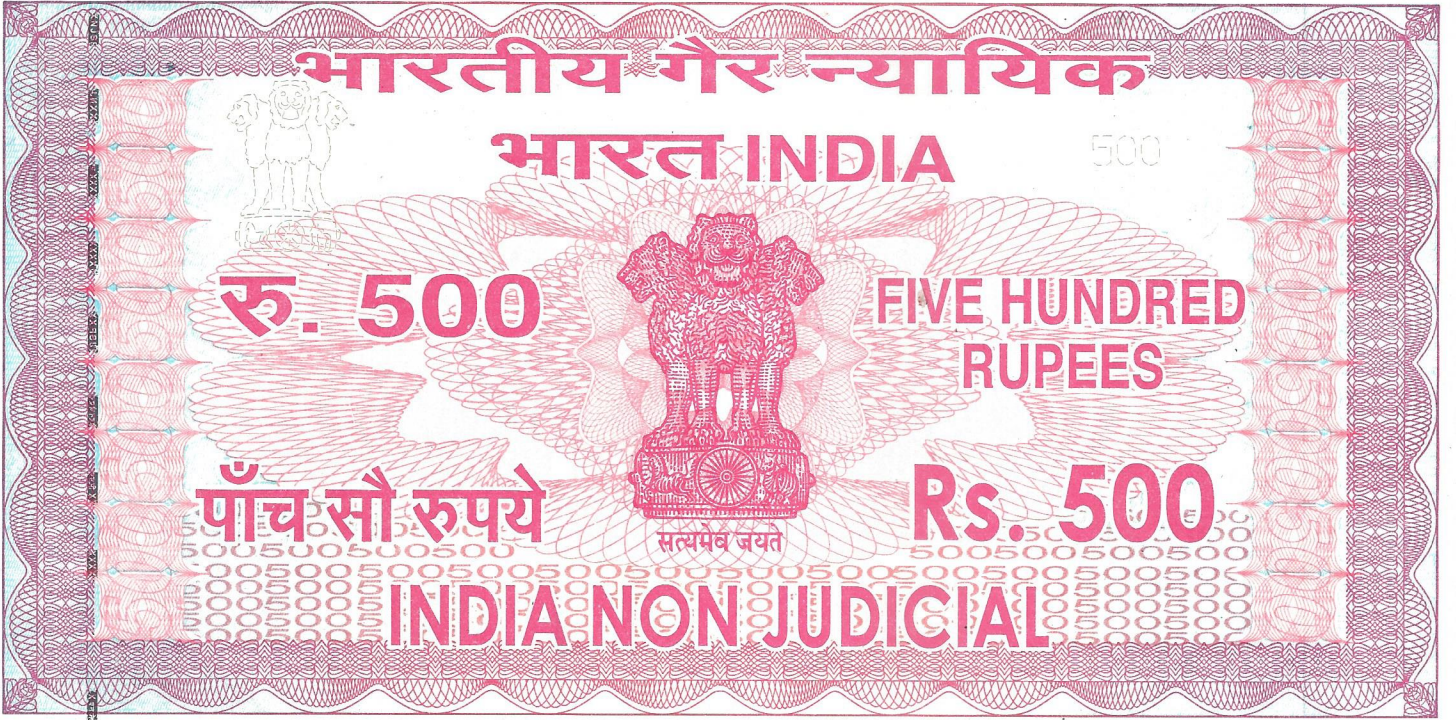 भारतीय गैर न्यायिक
भारत INDIA
500
रु. 500
FIVE HUNDRED
RUPEES
पाँच सौ रुपये
Rs. 500
सत्यमेव जयते
INDIA NON JUDICIAL